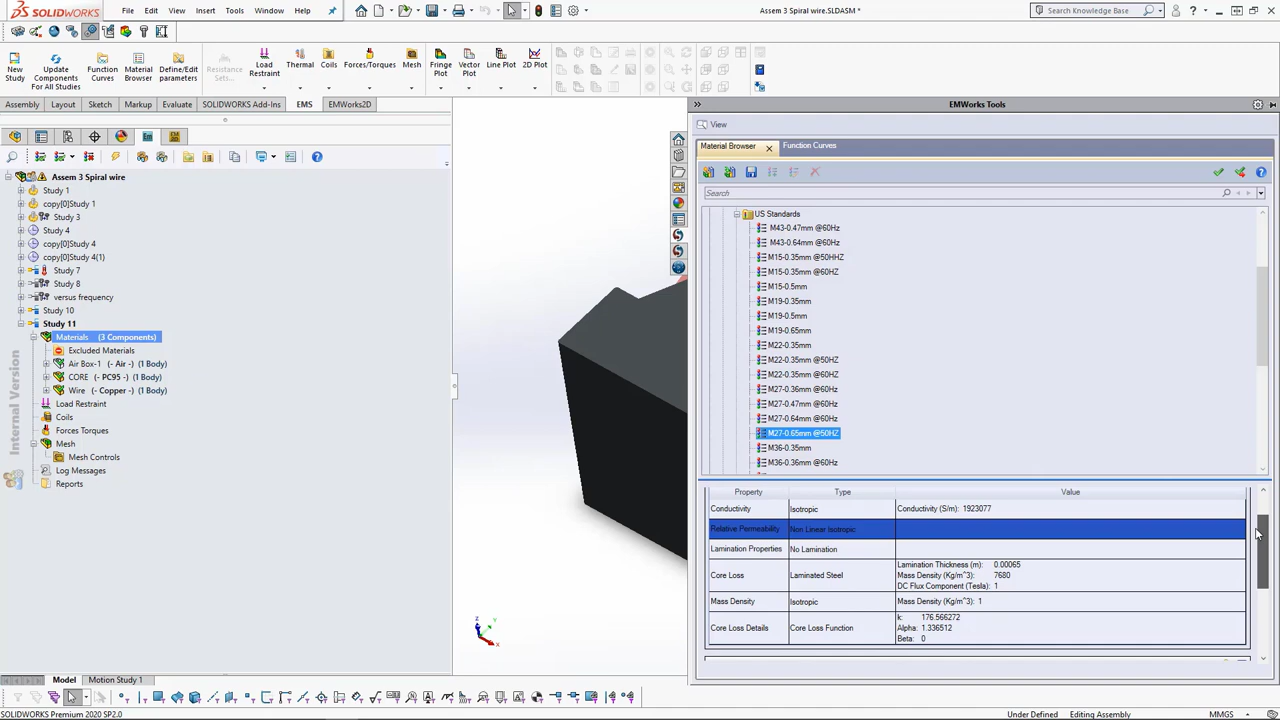 SOLIDWORKS File Edit View Insert Tools Window Assem 3 Spiral wire.SLDASM * Search Knowledge Base
New Study
Update Components For All Studies
Function Curves
Material Browser
Define/Edit parameters
Resistance Sets...
Load Restraint
Thermal
Coils
Forces/Torques
Mesh
Fringe Plot
Vector Plot
Line Plot
2D Plot
Assembly Layout Sketch Markup Evaluate SOLIDWORKS Add-Ins EMS EMWorks2D
EMWorks Tools
View
Material Browser Function Curves
Search
Assem 3 Spiral wire
Study 1
copy[0]Study 1
Study 3
Study 4
copy[0]Study 4
copy[0]Study 4(1)
Study 7
Study 8
versus frequency
Study 10
Study 11
Materials (3 Components)
Excluded Materials
Air Box-1 (- Air -) (1 Body)
CORE (- PC95 -) (1 Body)
Wire (- Copper -) (1 Body)
Load Restraint
Coils
Forces Torques
Mesh
Mesh Controls
Log Messages
Reports
Internal Version
US Standards
M43-0.47mm @60Hz
M43-0.64mm @60Hz
M15-0.35mm @50HHZ
M15-0.35mm @60HZ
M15-0.5mm
M19-0.35mm
M19-0.5mm
M19-0.65mm
M22-0.35mm
M22-0.35mm @50HZ
M22-0.35mm @60HZ
M27-0.36mm @60Hz
M27-0.47mm @60Hz
M27-0.64mm @60Hz
M27-0.65mm @50HZ
M36-0.35mm
M36-0.36mm @60Hz
Property Type Value
Conductivity Isotropic Conductivity (S/m): 1923077
Relative Permeability Non Linear Isotropic
Lamination Properties No Lamination
Core Loss Laminated Steel Lamination Thickness (m): 0.00065
Mass Density (Kg/m^3): 7680
DC Flux Component (Tesla): 1
Mass Density Isotropic Mass Density (Kg/m^3): 1
Core Loss Details Core Loss Function k: 176.566272
Alpha: 1.336512
Beta: 0
z
y
x
Model Motion Study 1
SOLIDWORKS Premium 2020 SP2.0 Under Defined Editing Assembly MMGS